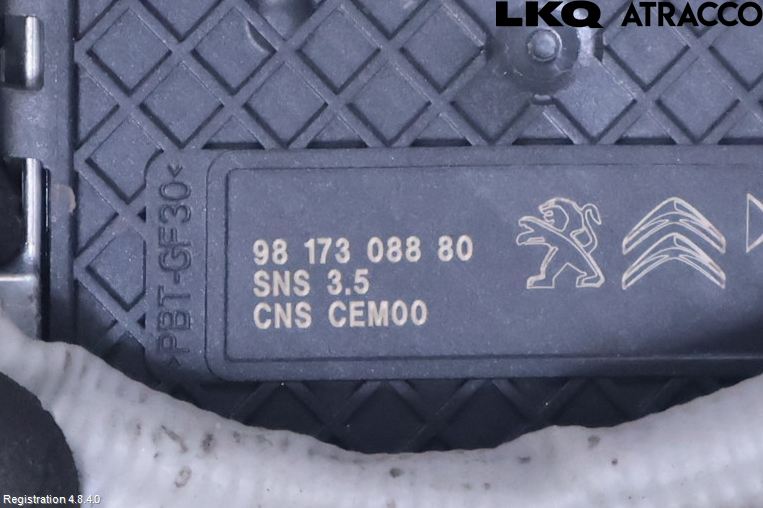 LKQ ATRACCO
98 173 088 80
SNS 3.5
CNS CEM00
>PBT-GF30<
Registration 4.8.4.0